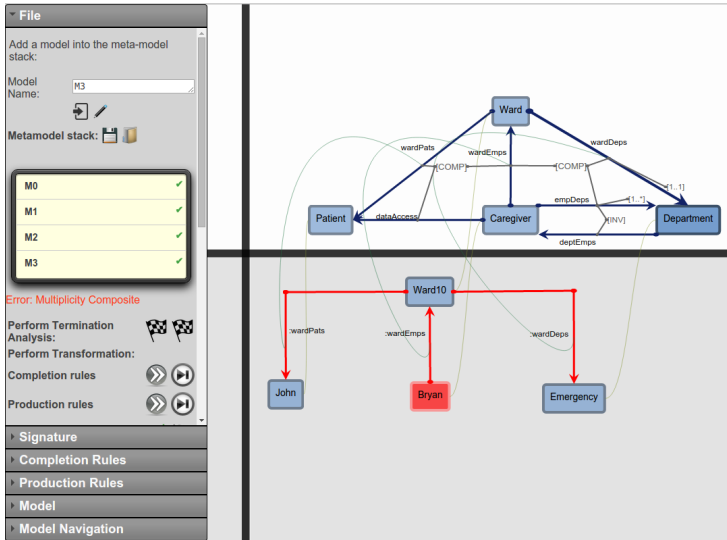 File
Add a model into the meta-model
stack:
Model
Name:
M3
Metamodel stack:
M0
M1
M2
M3
Error: Multiplicity Composite
Perform Termination
Analysis:
Perform Transformation:
Completion rules
Production rules
Signature
Completion Rules
Production Rules
Model
Model Navigation
Ward
wardPats
wardEmps
wardDeps
[COMP]
[COMP]
[1..1]
Patient
dataAccess
Caregiver
empDeps
[1..*]
[INV]
Department
deptEmps
Ward10
:wardPats
:wardEmps
:wardDeps
John
Bryan
Emergency